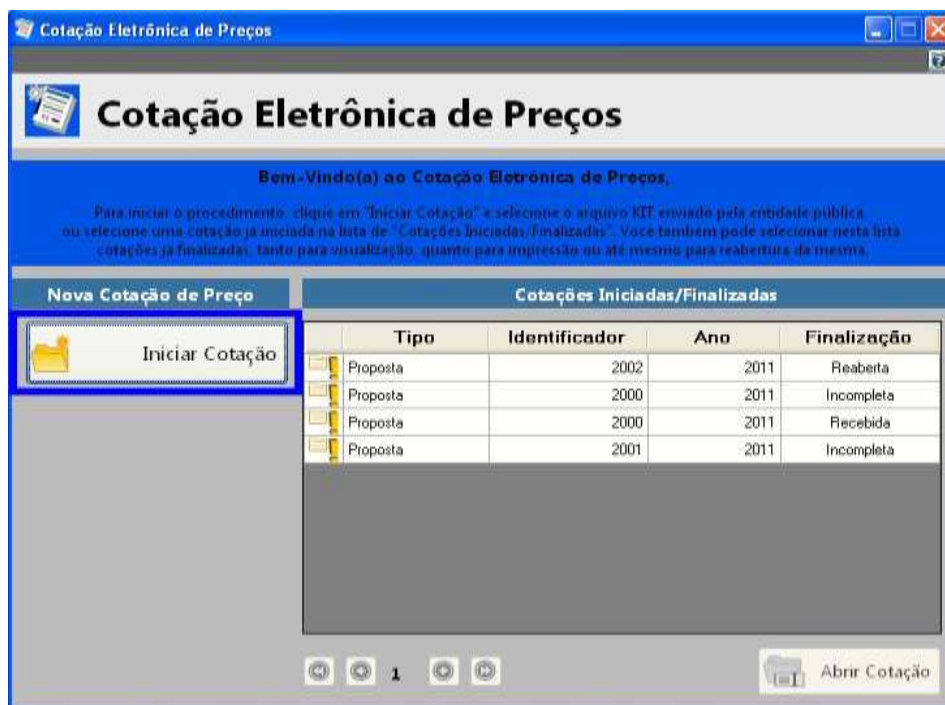 Cotação Eletrônica de Preços
Cotação Eletrônica de Preços
Bem-Vindo(a) ao Cotação Eletrônica de Preços,
Para iniciar o procedimento, clique em "Iniciar Cotação" e selecione o arquivo KIT enviado pela entidade pública,
ou selecione uma cotação já iniciada na lista de "Cotações Iniciadas/Finalizadas". Você também pode selecionar nesta lista
cotações já finalizadas, tanto para visualização, quanto para impressão ou até mesmo para reabertura da mesma.
Nova Cotação de Preço
Cotações Iniciadas/Finalizadas
Iniciar Cotação
Tipo Identificador Ano Finalização
Proposta 2002 2011 Reaberta
Proposta 2000 2011 Incompleta
Proposta 2000 2011 Recebida
Proposta 2001 2011 Incompleta
1
Abrir Cotação